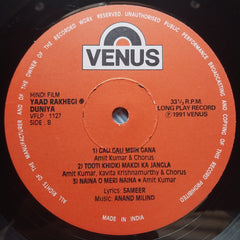 VENUS
HINDI FILM
YAAD RAKHEGI
DUNIYA
VFLP : 1127
SIDE : B
33⅓ R.P.M.
LONG PLAY RECORD
℗ 1991 VENUS
1) GALI GALI MEIN GANA
Amit Kumar & Chorus
2) TOOTI KHIDKI MAKDI KA JANGLA
Amit Kumar, Kavita Krishnamurthy & Chorus
3) NAINA O MERI NAINA • Amit Kumar
Lyrics: SAMEER
Music: ANAND MILIND
MADE IN INDIA
ALL RIGHTS OF THE MANUFACTURER AND OF THE OWNER OF THE RECORDED WORK RESERVED. UNAUTHORISED PUBLIC PERFORMANCE BROADCASTING AND COPYING OF THIS RECORD PROHIBITED